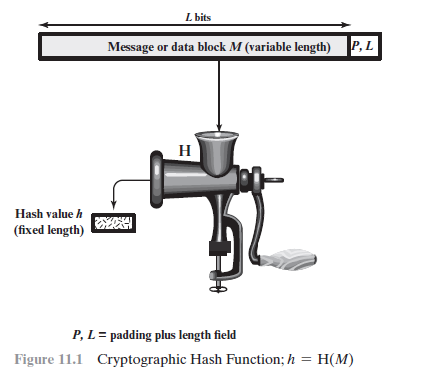 L bits
Message or data block M (variable length) P, L
H
Hash value h
(fixed length)
P, L = padding plus length field
Figure 11.1 Cryptographic Hash Function; h = H(M)